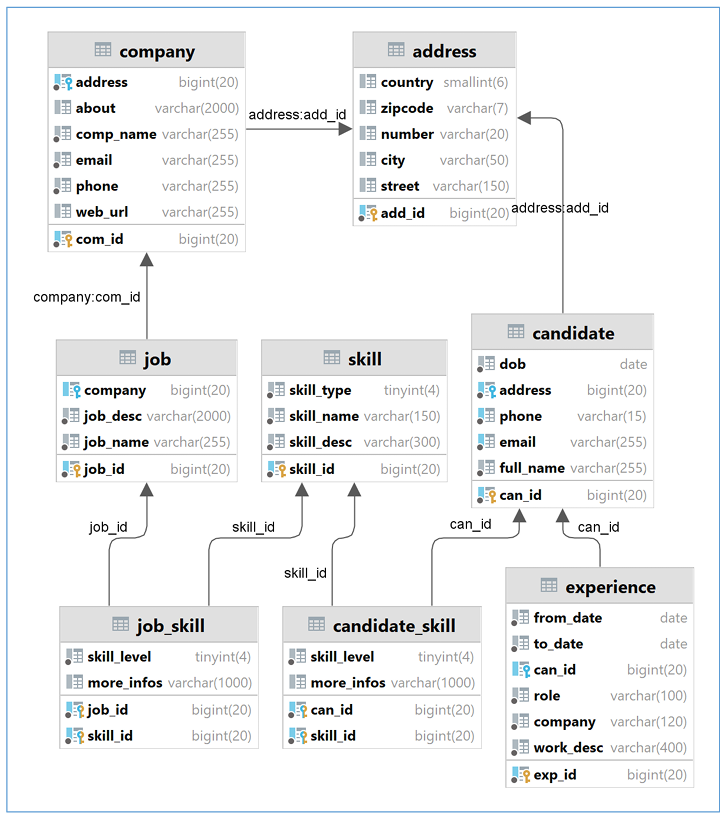 company
address bigint(20)
about varchar(2000)
comp_name varchar(255)
email varchar(255)
phone varchar(255)
web_url varchar(255)
com_id bigint(20)
address:add_id
address
country smallint(6)
zipcode varchar(7)
number varchar(20)
city varchar(50)
street varchar(150)
add_id bigint(20)
address:add_id
company:com_id
job
company bigint(20)
job_desc varchar(2000)
job_name varchar(255)
job_id bigint(20)
skill
skill_type tinyint(4)
skill_name varchar(150)
skill_desc varchar(300)
skill_id bigint(20)
candidate
dob date
address bigint(20)
phone varchar(15)
email varchar(255)
full_name varchar(255)
can_id bigint(20)
job_id
skill_id
skill_id
can_id
can_id
job_skill
skill_level tinyint(4)
more_infos varchar(1000)
job_id bigint(20)
skill_id bigint(20)
candidate_skill
skill_level tinyint(4)
more_infos varchar(1000)
can_id bigint(20)
skill_id bigint(20)
experience
from_date date
to_date date
can_id bigint(20)
role varchar(100)
company varchar(120)
work_desc varchar(400)
exp_id bigint(20)